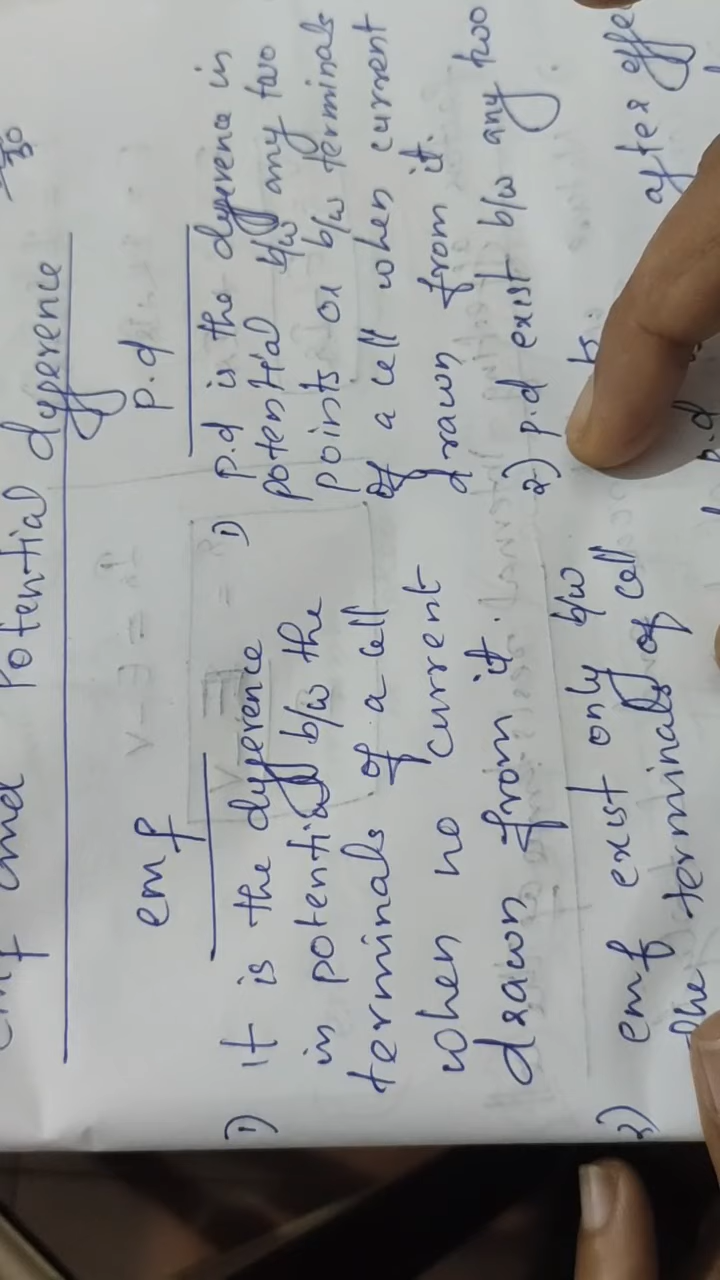 emf and Potential difference
emf
p.d
1) It is the difference
in potential b/w the
terminals of a cell
when no current
drawn from it.
2) emf exist only b/w
the terminals of cell
1) p.d is the difference in
potential b/w any two
points or b/w terminals
of a cell when current
drawn from it.
2) p.d exist b/w any two
after effe
p.d